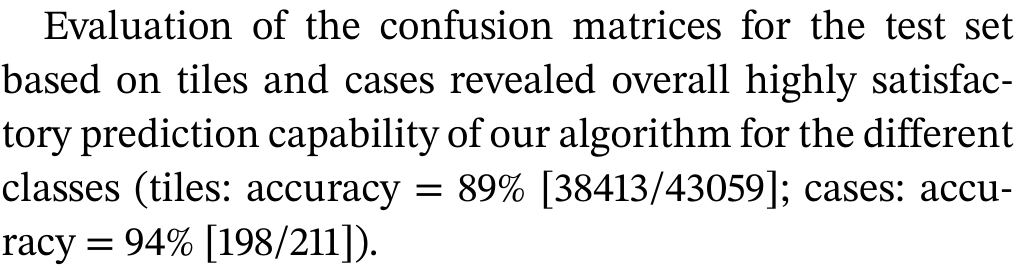 Evaluation of the confusion matrices for the test set
based on tiles and cases revealed overall highly satisfac-
tory prediction capability of our algorithm for the different
classes (tiles: accuracy = 89% [38413/43059]; cases: accu-
racy = 94% [198/211]).